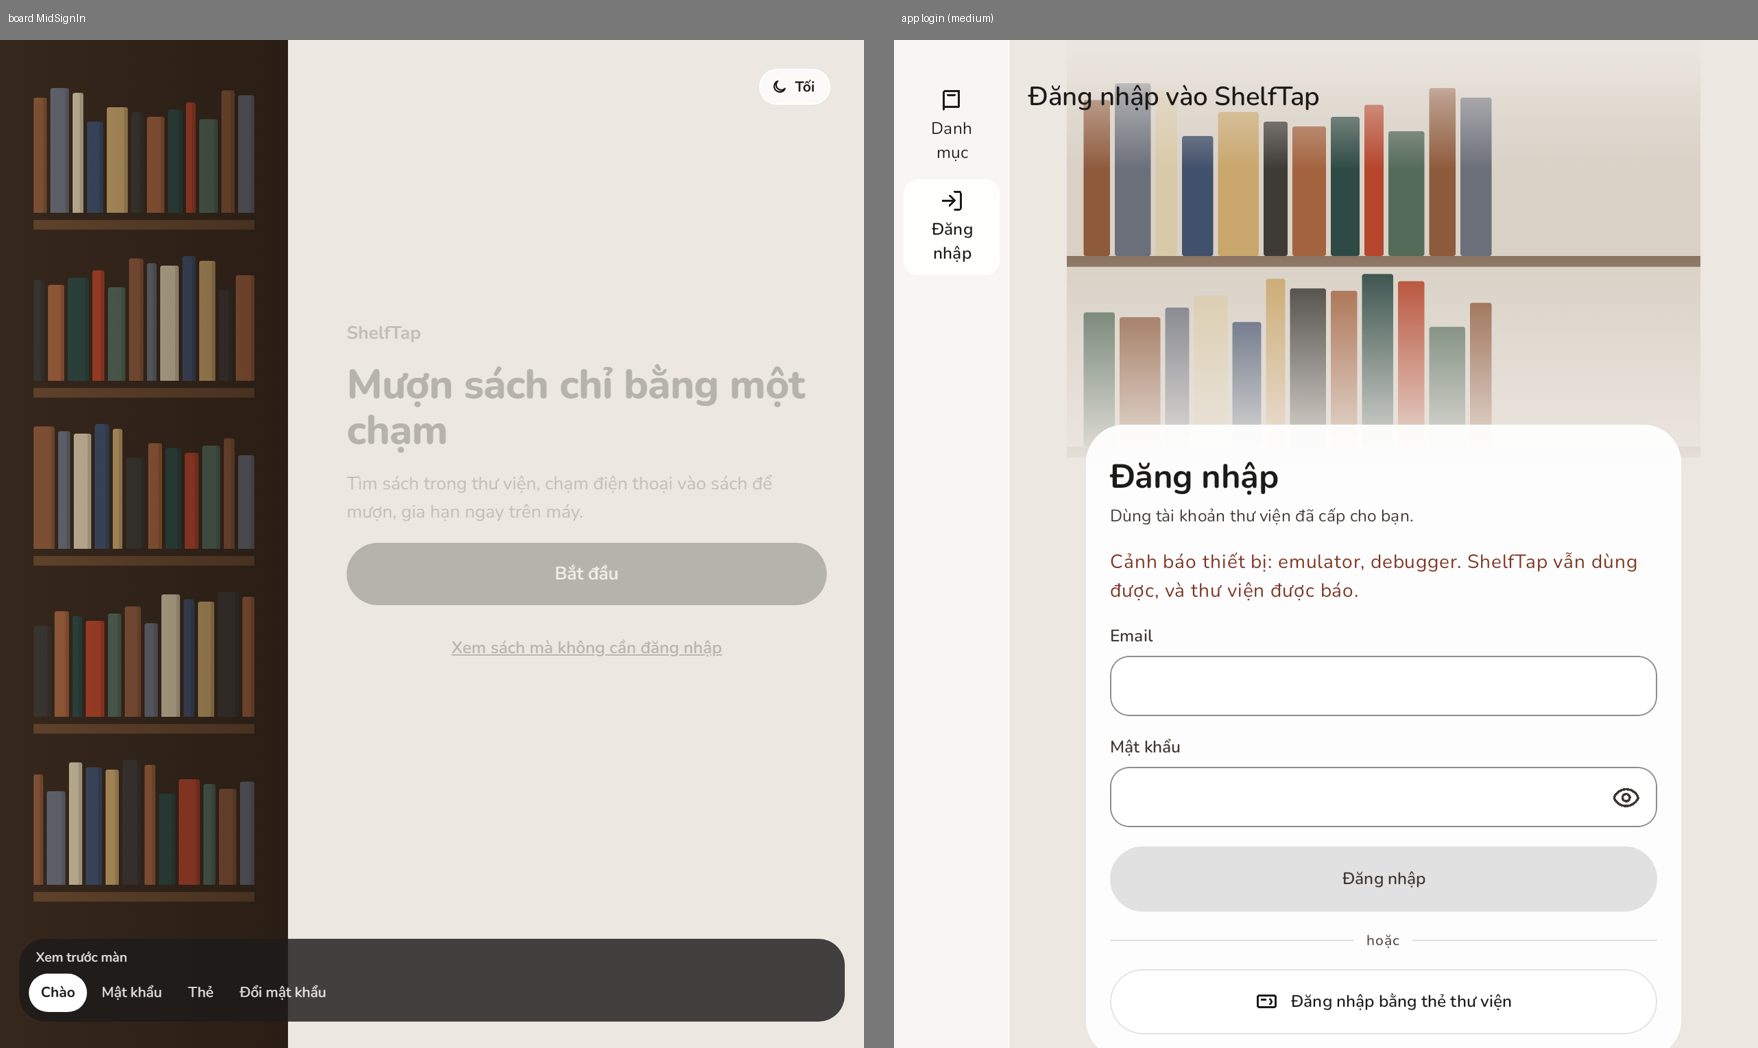 board MidSignIn
Tối
ShelfTap
Mượn sách chỉ bằng một
chạm
Tìm sách trong thư viện, chạm điện thoại vào sách để
mượn, gia hạn ngay trên máy.
Bắt đầu
Xem sách mà không cần đăng nhập
Xem trước màn
Chào Mật khẩu Thẻ Đổi mật khẩu
app login (medium)
Danh
mục
Đăng
nhập
Đăng nhập vào ShelfTap
Đăng nhập
Dùng tài khoản thư viện đã cấp cho bạn.
Cảnh báo thiết bị: emulator, debugger. ShelfTap vẫn dùng
được, và thư viện được báo.
Email
Mật khẩu
Đăng nhập
hoặc
Đăng nhập bằng thẻ thư viện